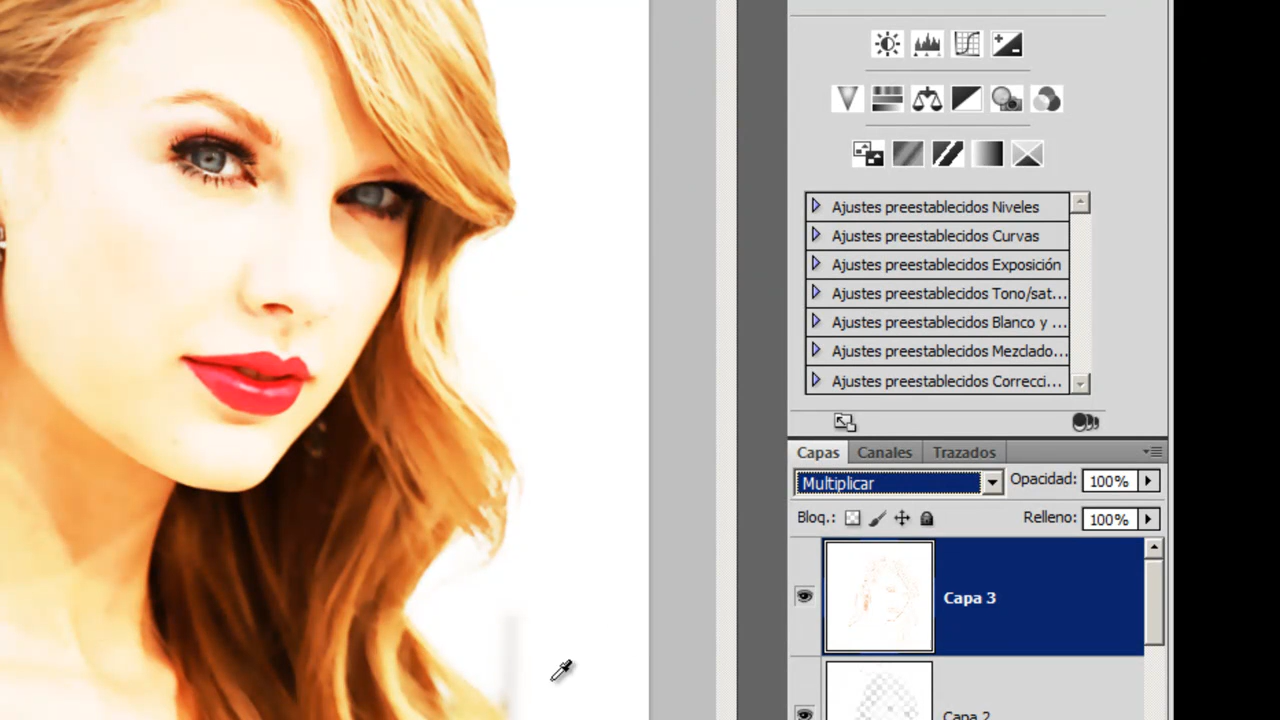 Ajustes preestablecidos Niveles
Ajustes preestablecidos Curvas
Ajustes preestablecidos Exposición
Ajustes preestablecidos Tono/sat...
Ajustes preestablecidos Blanco y ...
Ajustes preestablecidos Mezclado...
Ajustes preestablecidos Correcci...
Capas Canales Trazados
Multiplicar Opacidad: 100%
Bloq.: Relleno: 100%
Capa 3
Capa 2